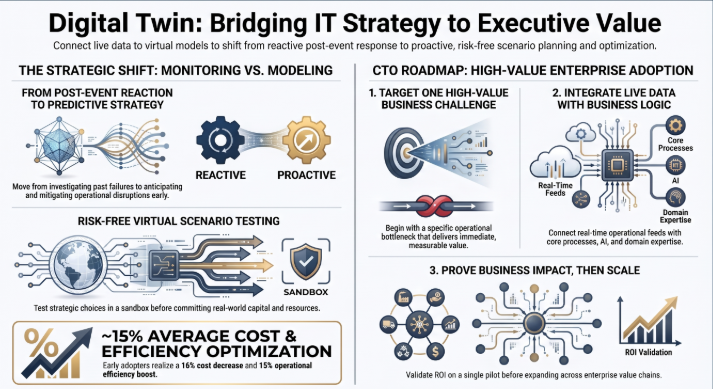 Digital Twin: Bridging IT Strategy to Executive Value
Connect live data to virtual models to shift from reactive post-event response to proactive, risk-free scenario planning and optimization.
THE STRATEGIC SHIFT: MONITORING VS. MODELING
FROM POST-EVENT REACTION
TO PREDICTIVE STRATEGY
REACTIVE
PROACTIVE
Move from investigating past failures to anticipating
and mitigating operational disruptions early.
RISK-FREE VIRTUAL SCENARIO TESTING
SANDBOX
Test strategic choices in a sandbox before committing real-world capital and resources.
%
~15% AVERAGE COST &
EFFICIENCY OPTIMIZATION
Early adopters realize a 16% cost decrease and 15% operational
efficiency boost.
CTO ROADMAP: HIGH-VALUE ENTERPRISE ADOPTION
1. TARGET ONE HIGH-VALUE
BUSINESS CHALLENGE
Begin with a specific operational
bottleneck that delivers immediate,
measurable value.
2. INTEGRATE LIVE DATA
WITH BUSINESS LOGIC
Real-Time
Feeds
Core
Processes
AI
Domain
Expertise
Connect real-time operational feeds with
core processes, AI, and domain expertise.
3. PROVE BUSINESS IMPACT, THEN SCALE
$
ROI Validation
Validate ROI on a single pilot before expanding across enterprise value chains.